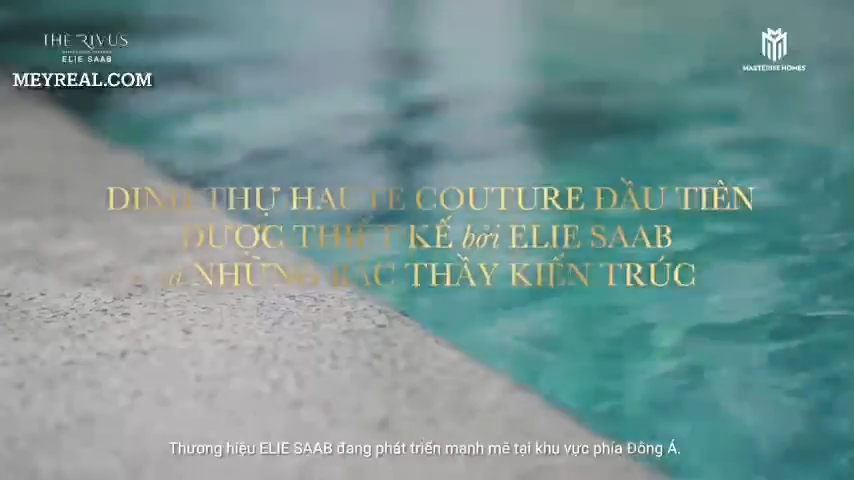 THE RIVUS
ELIE SAAB
MEYREAL.COM
MASTERISE HOMES
DINH THỰ HAUTE COUTURE ĐẦU TIÊN
ĐƯỢC THIẾT KẾ bởi ELIE SAAB
và NHỮNG BẬC THẦY KIẾN TRÚC
Thương hiệu ELIE SAAB đang phát triển mạnh mẽ tại khu vực phía Đông Á.